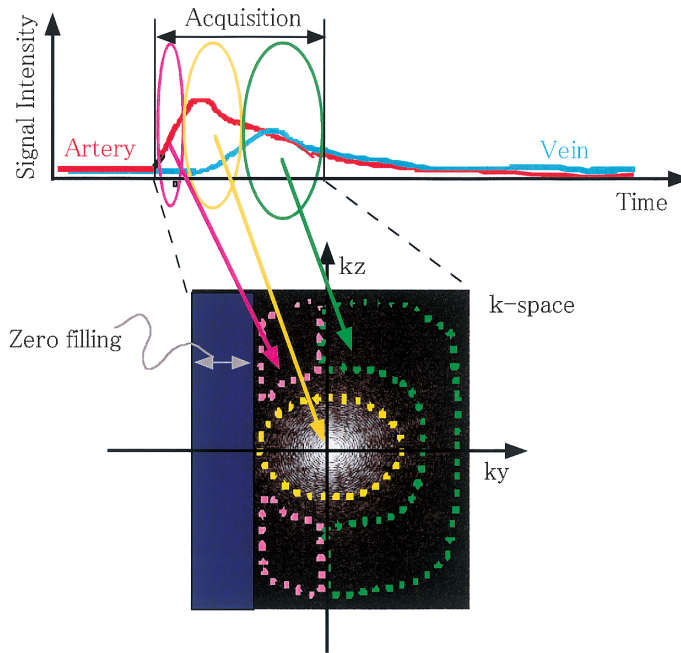 Acquisition
Signal Intensity
Artery
Vein
Time
kz
k-space
Zero filling
ky